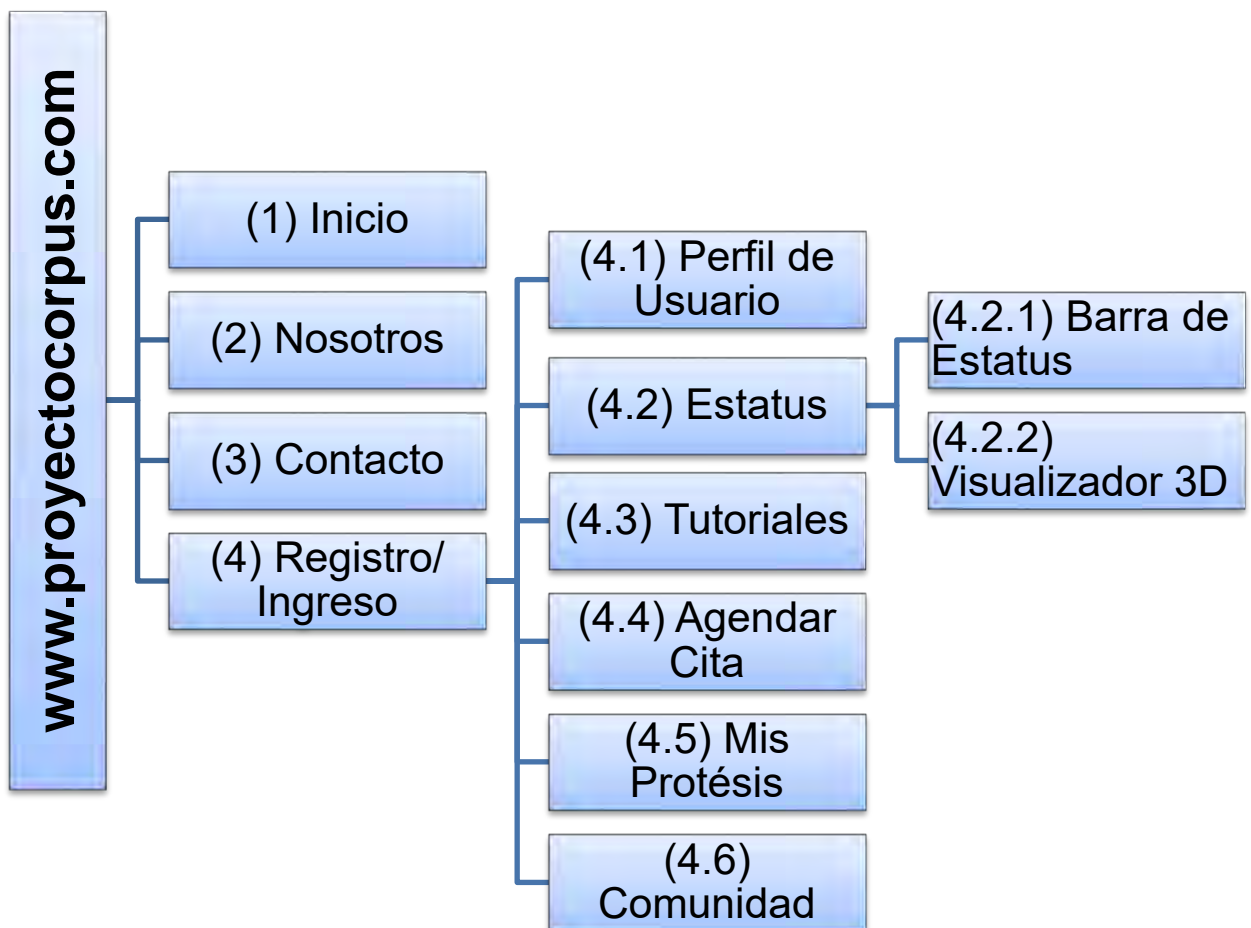 www.proyectocorpus.com
(1) Inicio
(2) Nosotros
(3) Contacto
(4) Registro/
Ingreso
(4.1) Perfil de
Usuario
(4.2) Estatus
(4.2.1) Barra de
Estatus
(4.2.2)
Visualizador 3D
(4.3) Tutoriales
(4.4) Agendar
Cita
(4.5) Mis
Protésis
(4.6)
Comunidad